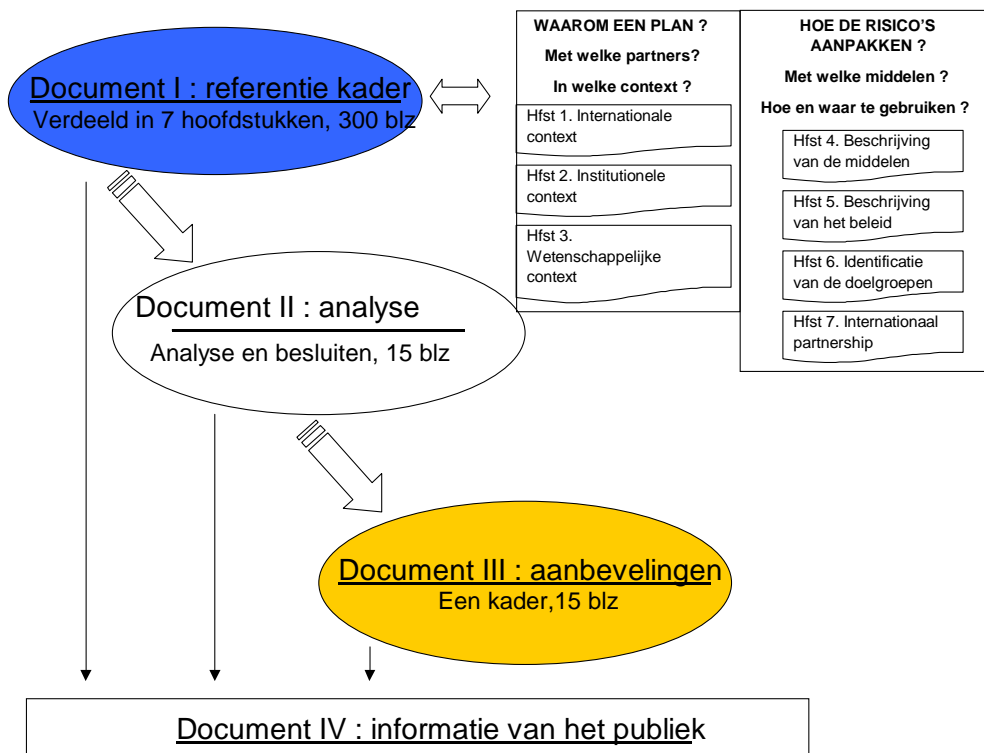 Document I : referentie kader
Verdeeld in 7 hoofdstukken, 300 blz
WAAROM EEN PLAN ?
Met welke partners?
In welke context ?
Hfst 1. Internationale
context
Hfst 2. Institutionele
context
Hfst 3.
Wetenschappelijke
context
HOE DE RISICO'S
AANPAKKEN ?
Met welke middelen ?
Hoe en waar te gebruiken ?
Hfst 4. Beschrijving
van de middelen
Hfst 5. Beschrijving
van het beleid
Hfst 6. Identificatie
van de doelgroepen
Hfst 7. Internationaal
partnership
Document II : analyse
Analyse en besluiten, 15 blz
Document III : aanbevelingen
Een kader,15 blz
Document IV : informatie van het publiek